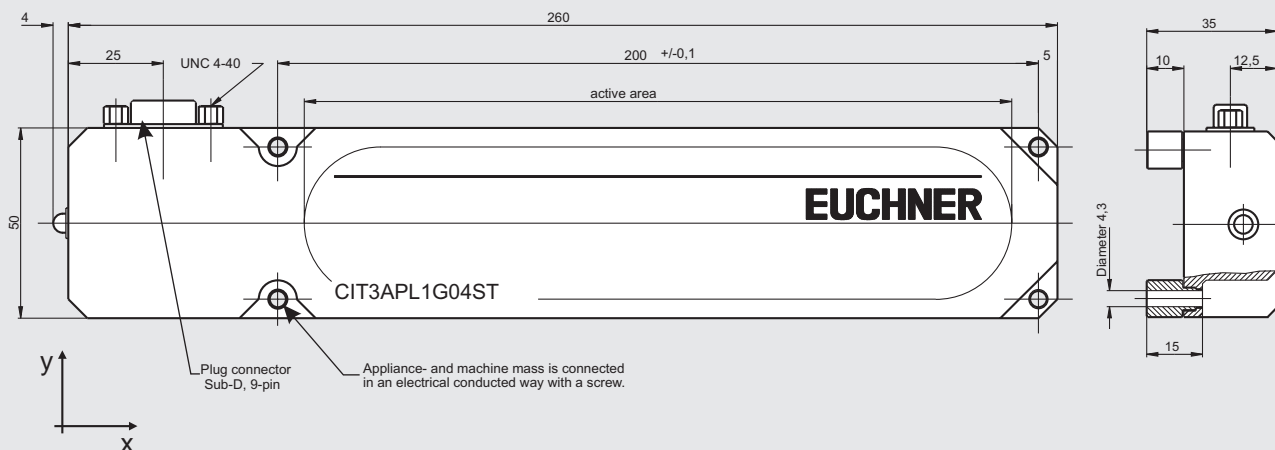 4
260
35
25
UNC 4-40
200 +/-0,1
5
10
12,5
active area
50
EUCHNER
Diameter 4,3
CIT3APL1G04ST
15
Plug connector
Sub-D, 9-pin
Appliance- and machine mass is connected
in an electrical conducted way with a screw.
y
x